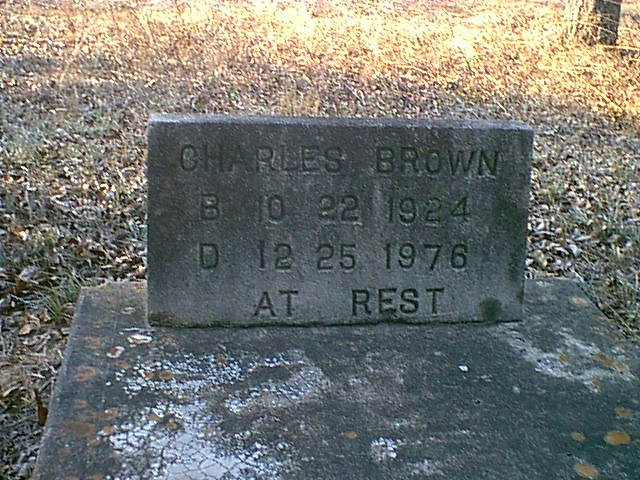 CHARLES BROWN
B 10 22 1924
D 12 25 1976
AT REST